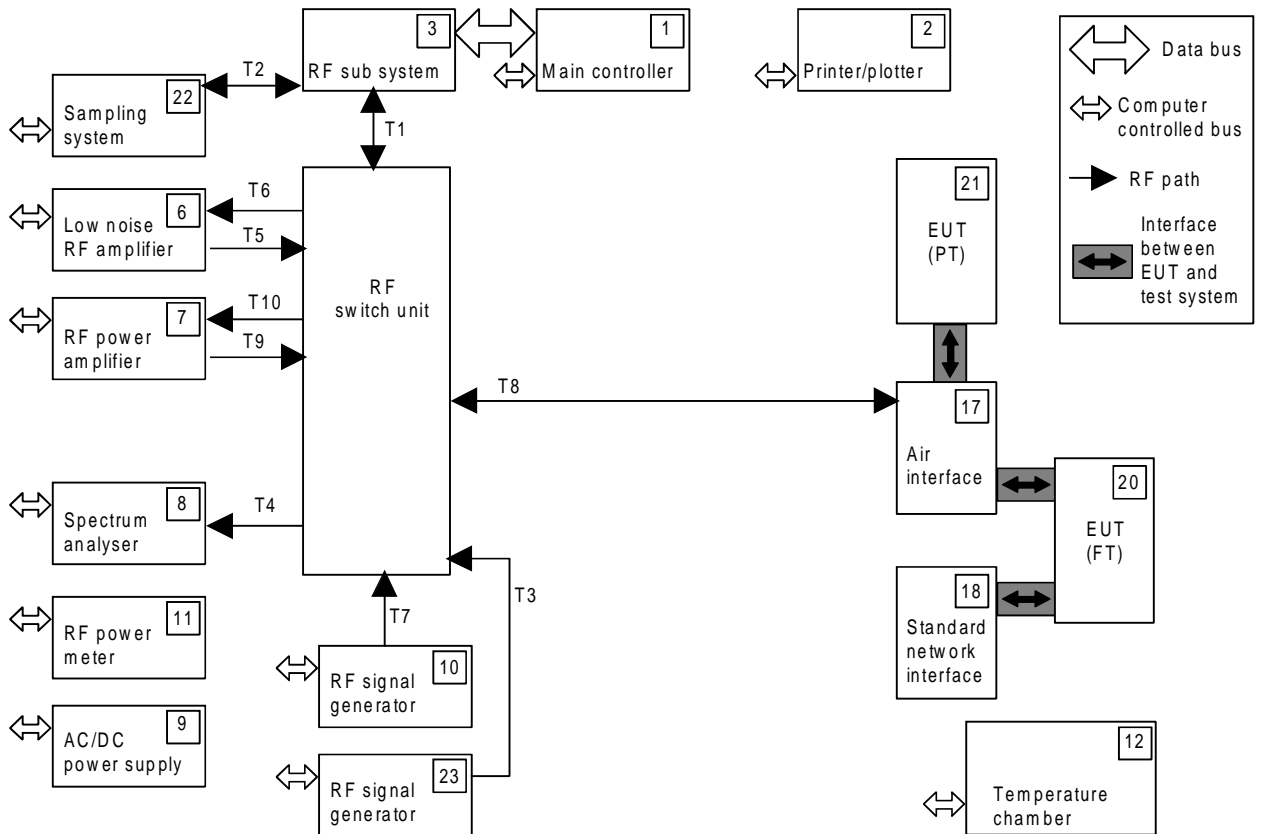 3
RF sub system
1
Main controller
2
Printer/plotter
Data bus
Computer
controlled bus
RF path
Interface
between
EUT and
test system
T2
22
Sampling
system
T1
6
Low noise
RF amplifier
T6
T5
7
RF power
amplifier
T10
T9
RF
switch unit
T8
21
EUT
(PT)
17
Air
interface
20
EUT
(FT)
18
Standard
network
interface
8
Spectrum
analyser
T4
T3
T7
11
RF power
meter
10
RF signal
generator
9
AC/DC
power supply
23
RF signal
generator
12
Temperature
chamber